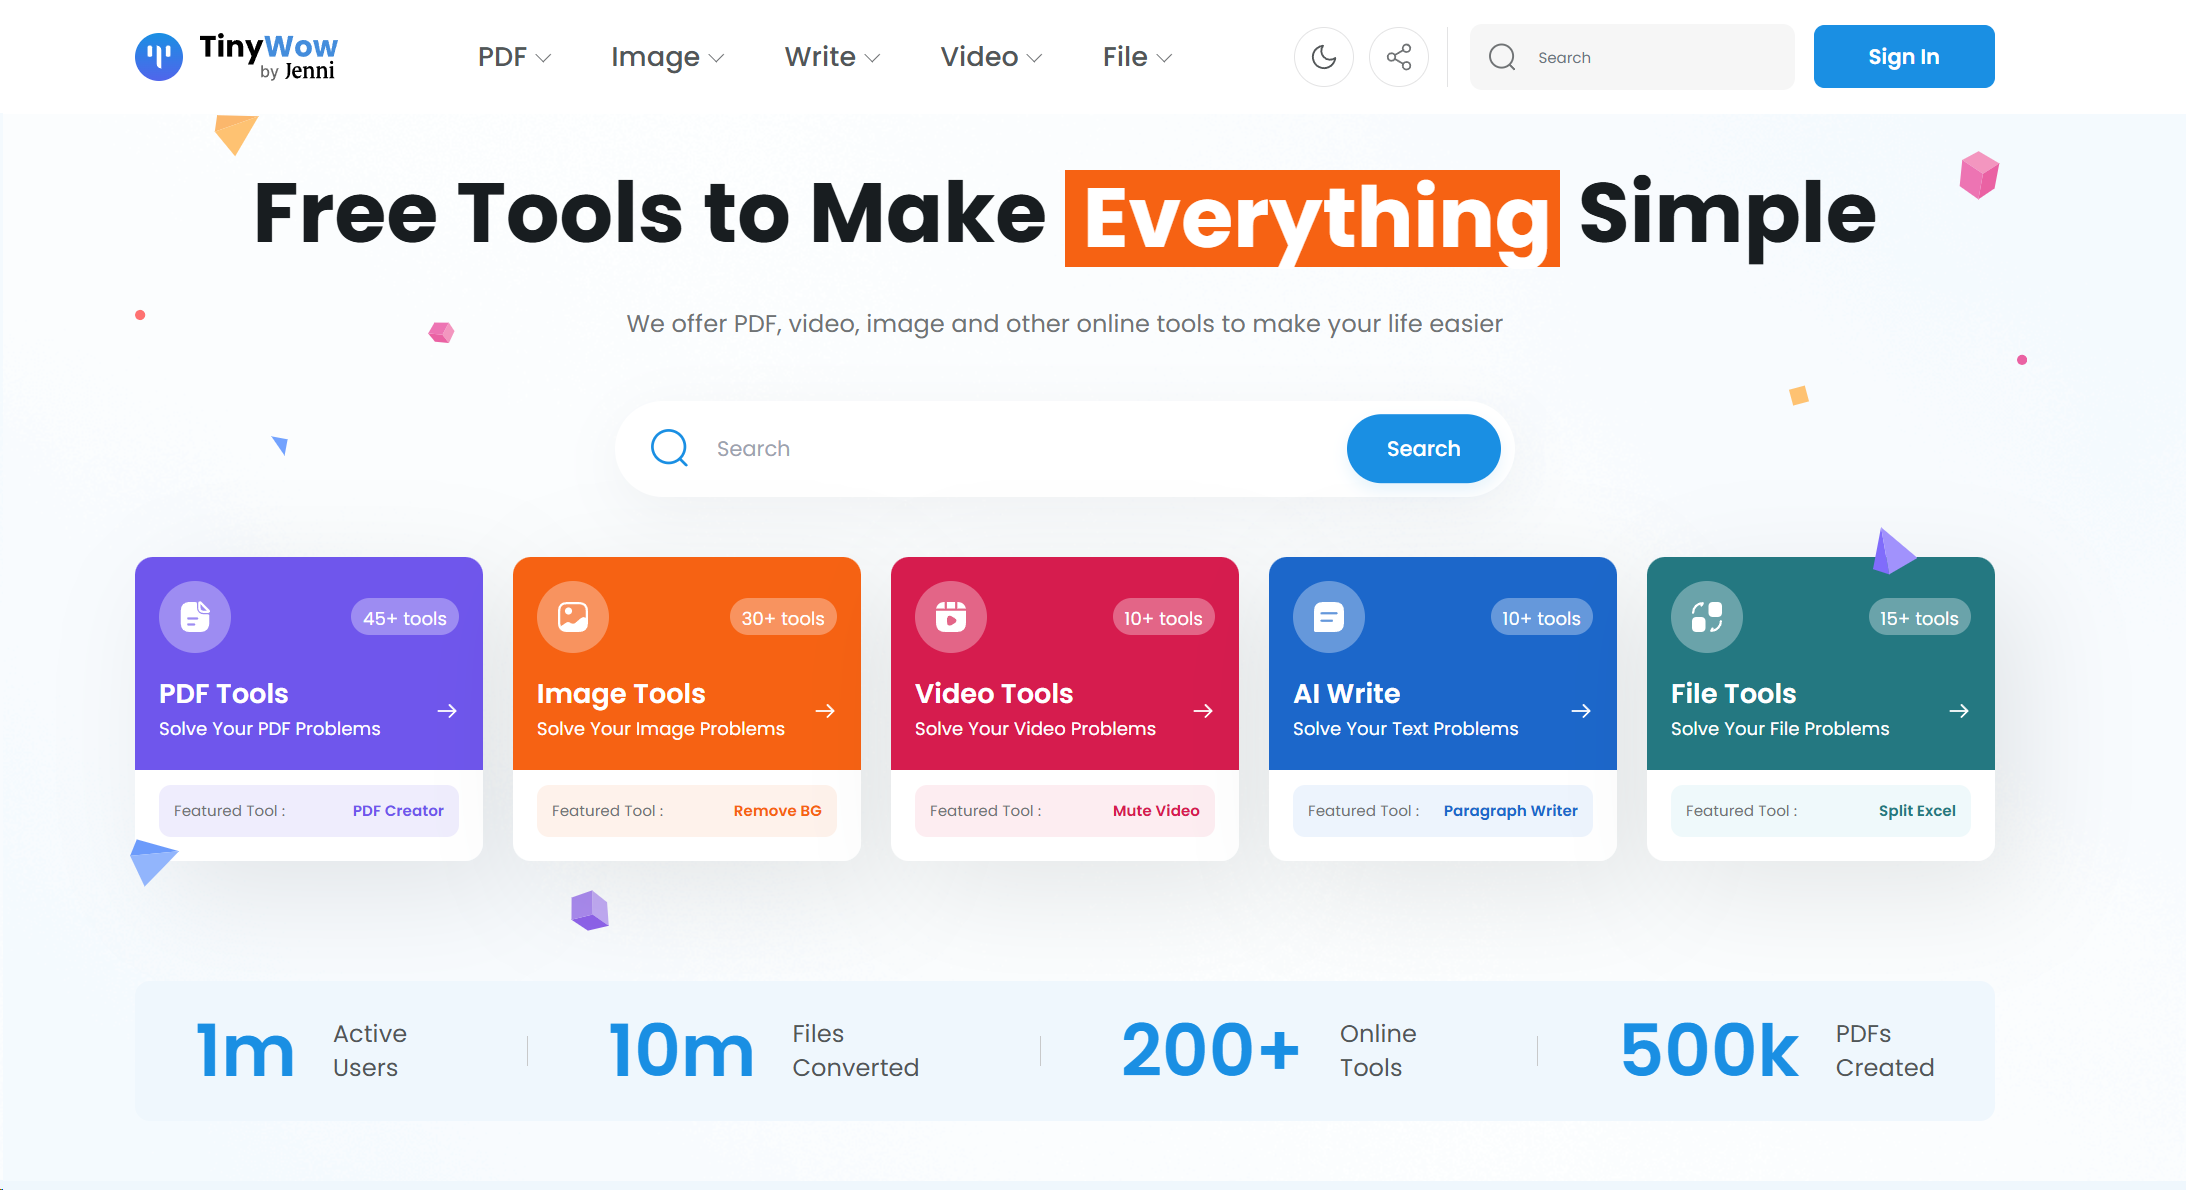 TinyWow
by Jenni
PDF
Image
Write
Video
File
Search
Sign In
Free Tools to Make Everything Simple
We offer PDF, video, image and other online tools to make your life easier
Search
Search
45+ tools
PDF Tools
Solve Your PDF Problems
Featured Tool :
PDF Creator
30+ tools
Image Tools
Solve Your Image Problems
Featured Tool :
Remove BG
10+ tools
Video Tools
Solve Your Video Problems
Featured Tool :
Mute Video
10+ tools
AI Write
Solve Your Text Problems
Featured Tool :
Paragraph Writer
15+ tools
File Tools
Solve Your File Problems
Featured Tool :
Split Excel
1m
Active
Users
10m
Files
Converted
200+
Online
Tools
500k
PDFs
Created